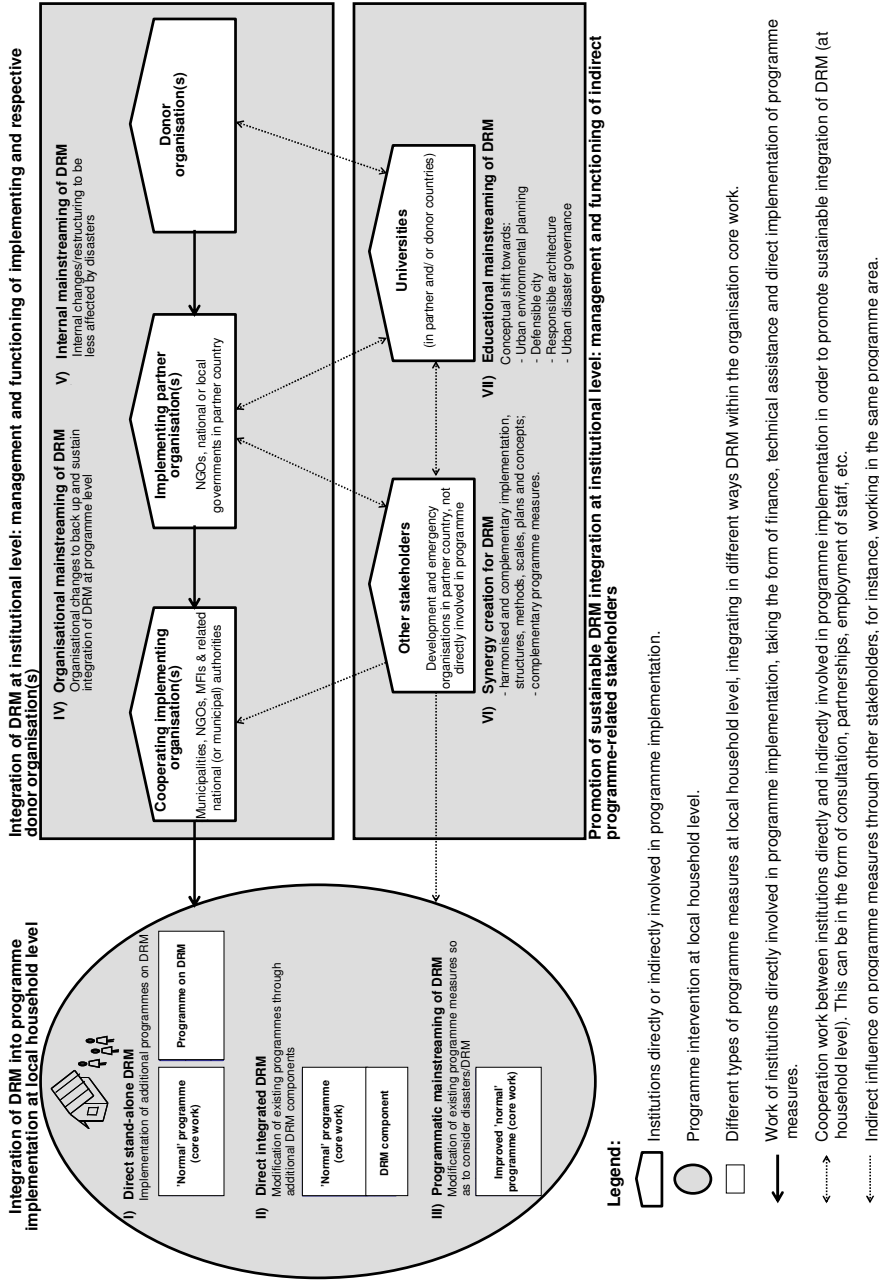 Integration of DRM into programme
implementation at local household level
I) Direct stand-alone DRM
Implementation of additional programmes on DRM
'Normal' programme
(core work)
Programme on DRM
II) Direct integrated DRM
Modification of existing programmes through
additional DRM components
'Normal' programme
(core work)
DRM component
III) Programmatic mainstreaming of DRM
Modification of existing programme measures so
as to consider disasters/DRM
Improved 'normal'
programme (core work)
Integration of DRM at institutional level: management and functioning of implementing and respective
donor organisation(s)
IV) Organisational mainstreaming of DRM
Organisational changes to back up and sustain
integration of DRM at programme level
V) Internal mainstreaming of DRM
Internal changes/restructuring to be
less affected by disasters
Cooperating implementing
organisation(s)
Municipalities, NGOs, MFIs & related
national (or municipal) authorities
Implementing partner
organisation(s)
NGOs, national or local
governments in partner country
Donor
organisation(s)
Other stakeholders
Development and emergency
organisations in partner country, not
directly involved in programme
Universities
(in partner and/ or donor countries)
VI) Synergy creation for DRM
- harmonised and complementary implementation,
structures, methods, scales, plans and concepts;
- complementary programme measures.
VII) Educational mainstreaming of DRM
Conceptual shift towards:
- Urban environmental planning
- Defensible city
- Responsible architecture
- Urban disaster governance
Promotion of sustainable DRM integration at institutional level: management and functioning of indirect
programme-related stakeholders
Legend:
Institutions directly or indirectly involved in programme implementation.
Programme intervention at local household level.
Different types of programme measures at local household level, integrating in different ways DRM within the organisation core work.
Work of institutions directly involved in programme implementation, taking the form of finance, technical assistance and direct implementation of programme
measures.
Cooperation work between institutions directly and indirectly involved in programme implementation in order to promote sustainable integration of DRM (at
household level). This can be in the form of consultation, partnerships, employment of staff, etc.
Indirect influence on programme measures through other stakeholders, for instance, working in the same programme area.